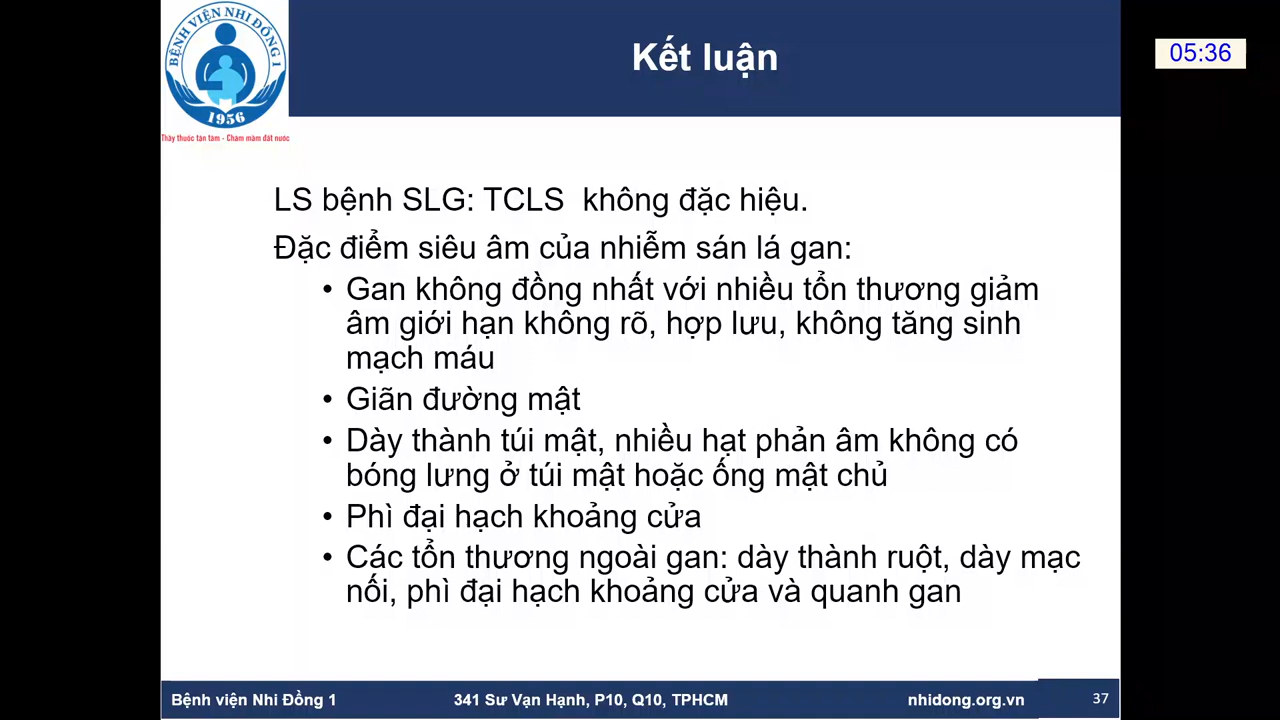 BỆNH VIỆN NHI ĐỒNG 1
1956
Thầy thuốc tận tâm - Chăm mầm đất nước
Kết luận
05:36
LS bệnh SLG: TCLS không đặc hiệu.
Đặc điểm siêu âm của nhiễm sán lá gan:
• Gan không đồng nhất với nhiều tổn thương giảm
âm giới hạn không rõ, hợp lưu, không tăng sinh
mạch máu
• Giãn đường mật
• Dày thành túi mật, nhiều hạt phản âm không có
bóng lưng ở túi mật hoặc ống mật chủ
• Phì đại hạch khoảng cửa
• Các tổn thương ngoài gan: dày thành ruột, dày mạc
nối, phì đại hạch khoảng cửa và quanh gan
Bệnh viện Nhi Đồng 1
341 Sư Vạn Hạnh, P10, Q10, TPHCM
nhidong.org.vn
37